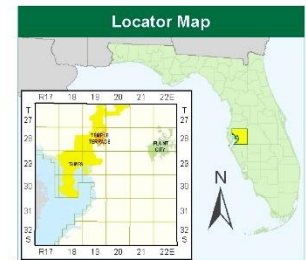 Locator Map
R17 18 19 20 21 22E
T
27
28
29
30
31
32
S
TEMPLE
TERRACE
PLANT
CITY
TAMPA
T
27
28
29
30
31
32
S
R17 18 19 20 21 22E
N